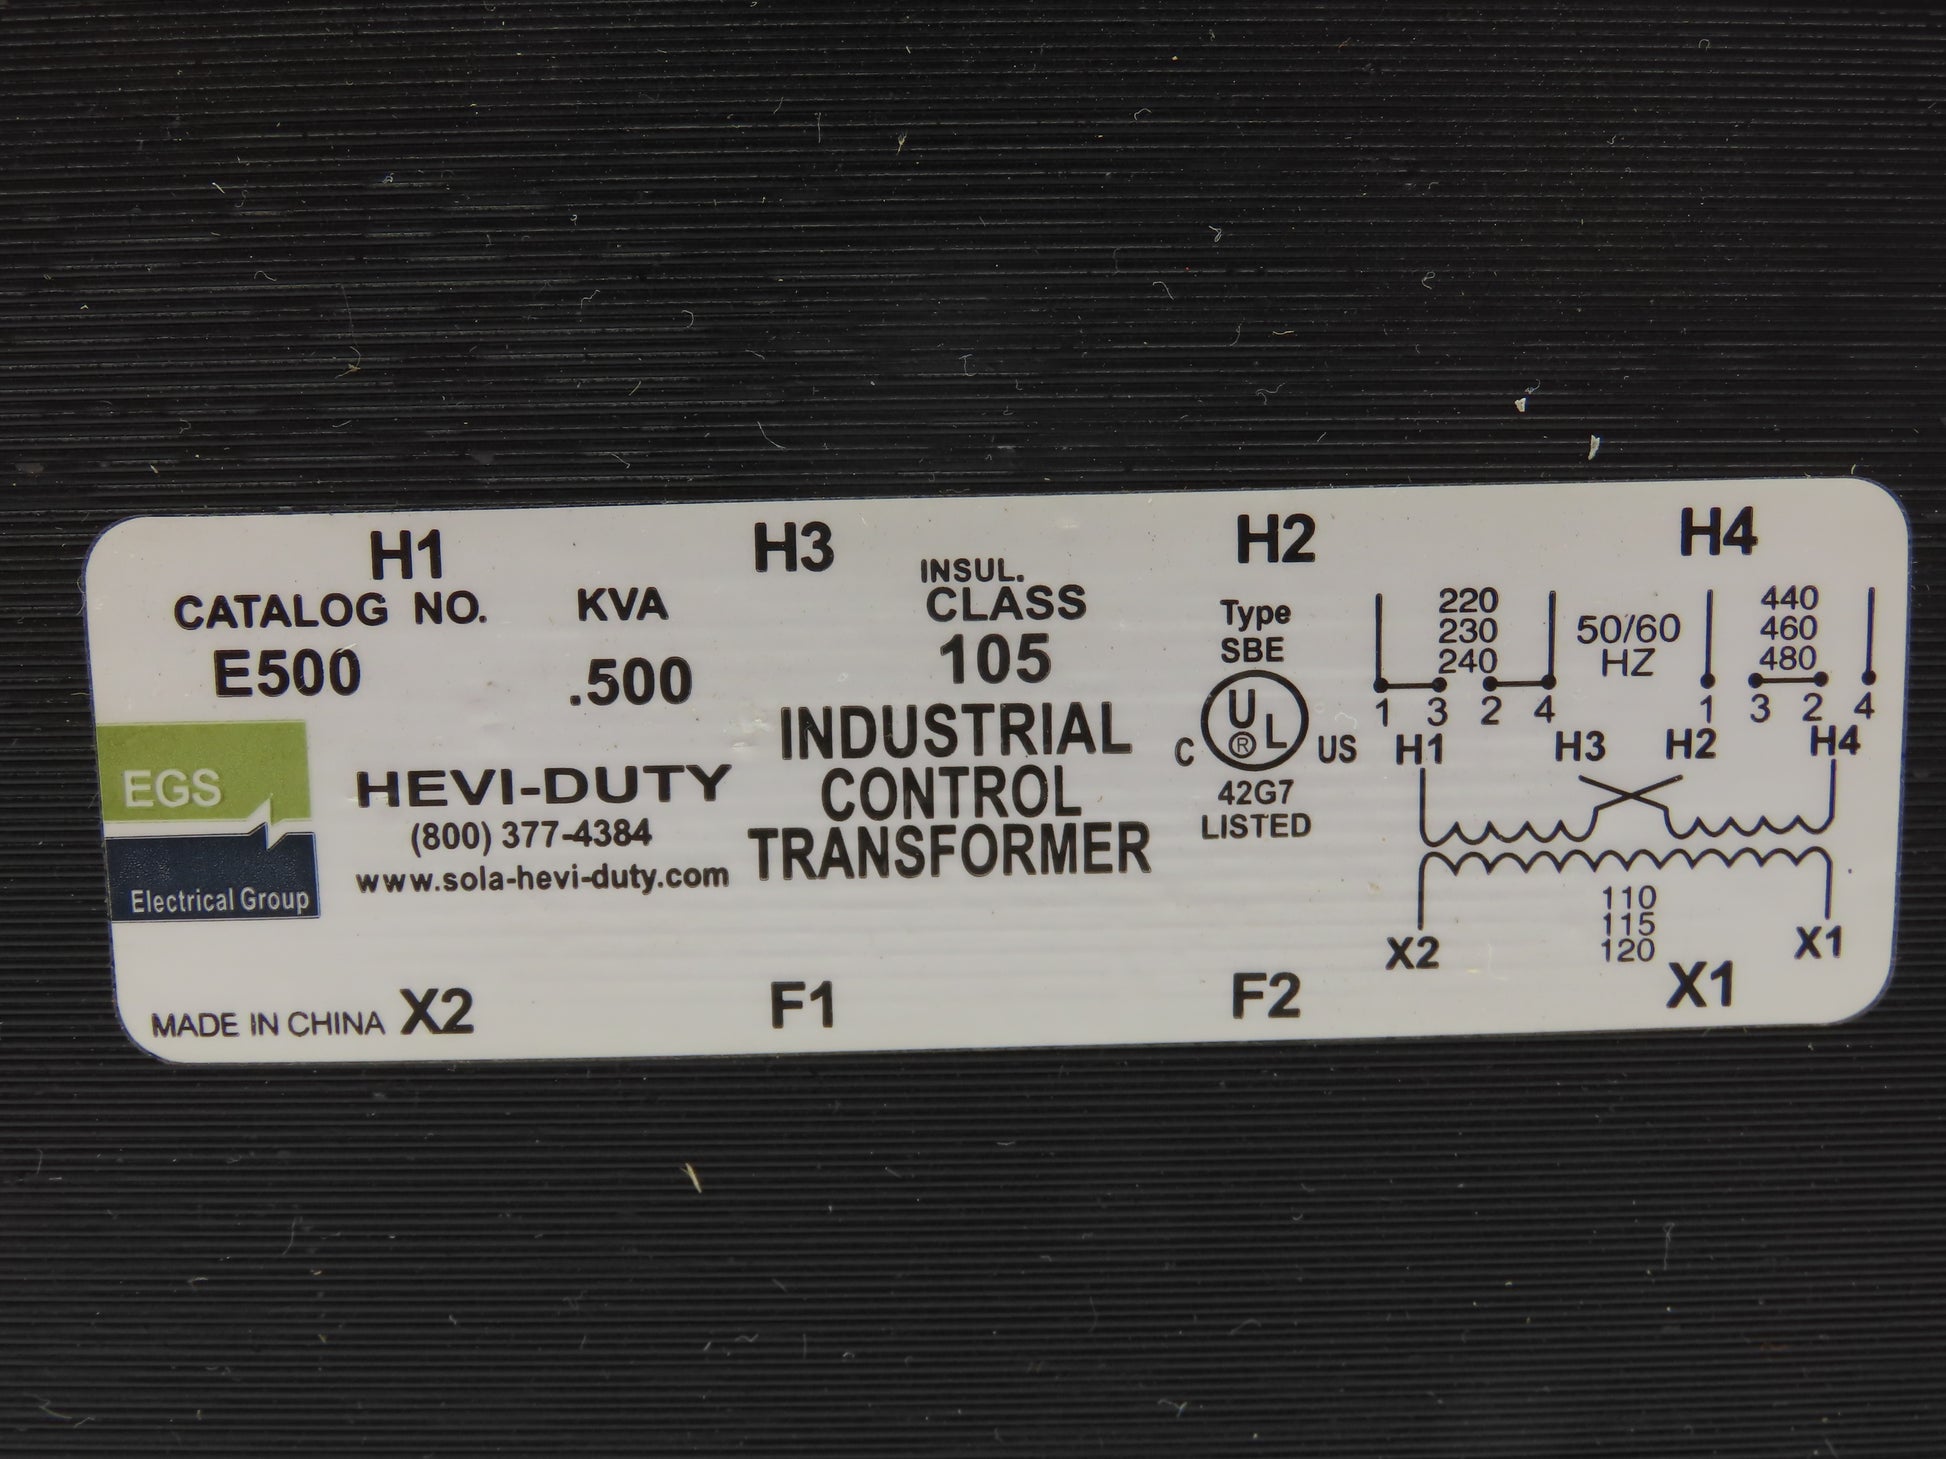 H1 H3 H2 H4
CATALOG NO. KVA INSUL. CLASS
E500 .500 105
EGS
Electrical Group
HEVI-DUTY
(800) 377-4384
www.sola-hevi-duty.com
INDUSTRIAL
CONTROL
TRANSFORMER
Type
SBE
C UL ® US
42G7
LISTED
220
230
240
1 3 2 4
50/60
HZ
440
460
480
1 3 2 4
H1 H3 H2 H4
110
115
120
X2 X1
MADE IN CHINA X2 F1 F2 X1